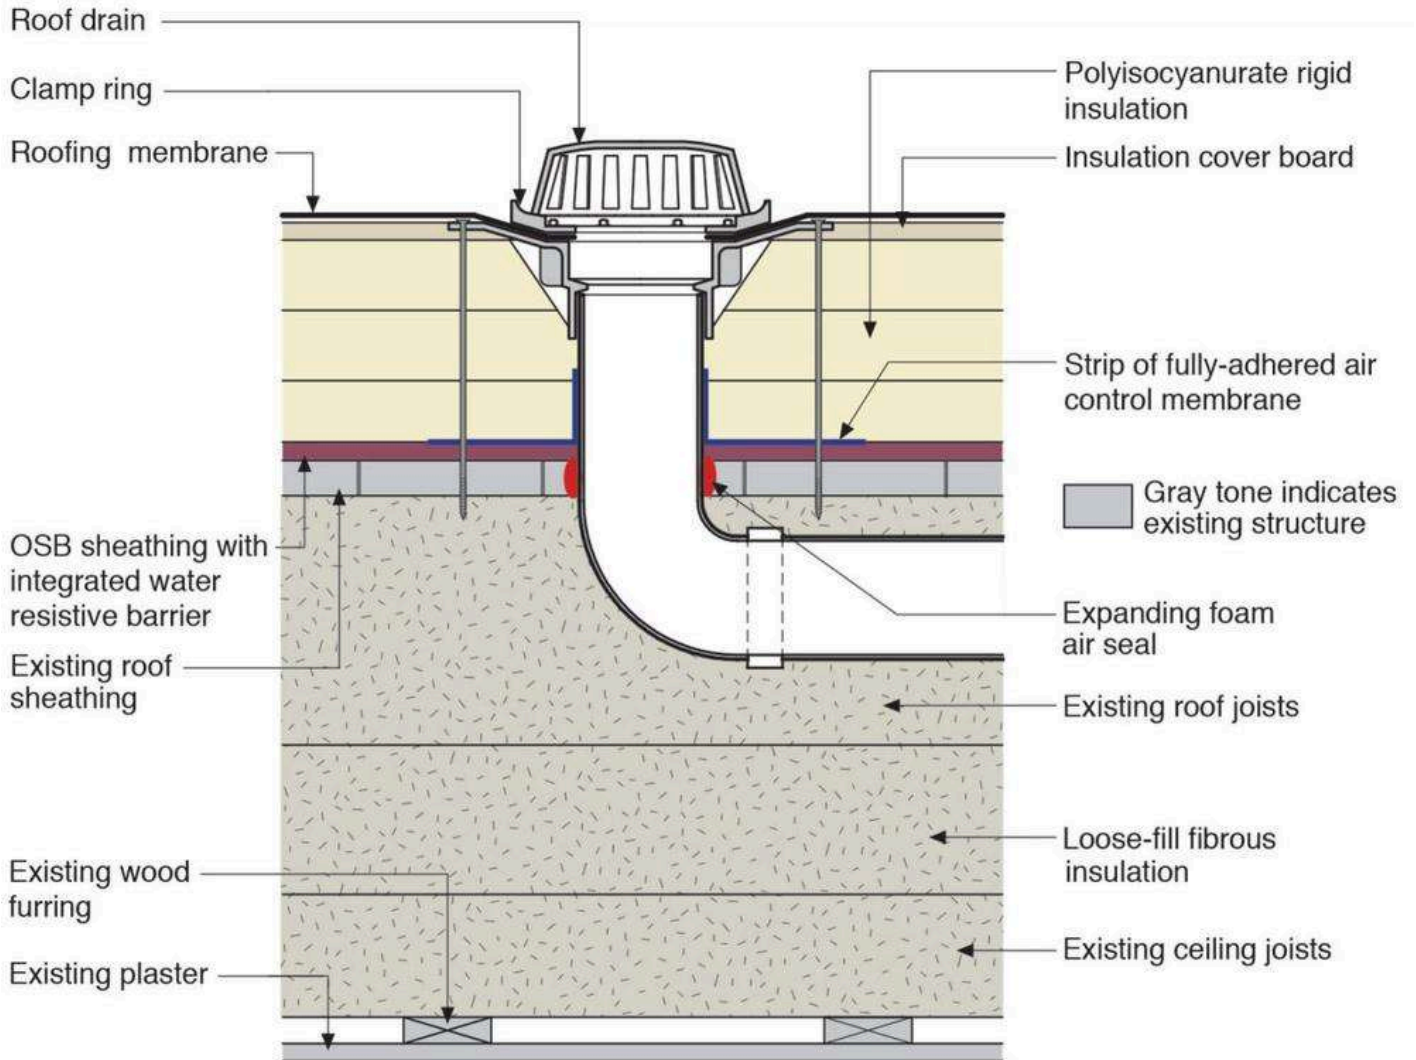 Roof drain
Clamp ring
Roofing membrane
OSB sheathing with
integrated water
resistive barrier
Existing roof
sheathing
Existing wood
furring
Existing plaster
Polyisocyanurate rigid
insulation
Insulation cover board
Strip of fully-adhered air
control membrane
Gray tone indicates
existing structure
Expanding foam
air seal
Existing roof joists
Loose-fill fibrous
insulation
Existing ceiling joists